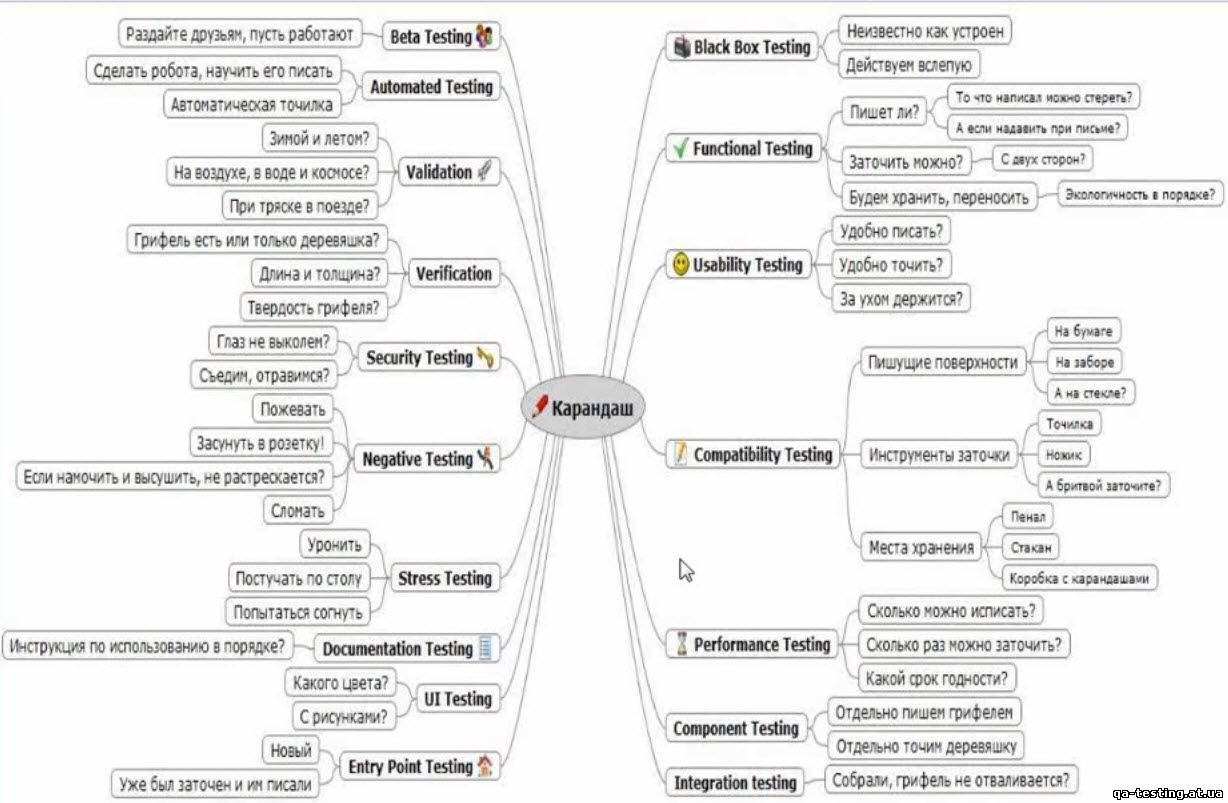 Карандаш
Beta Testing
Раздайте друзьям, пусть работают
Automated Testing
Сделать робота, научить его писать
Автоматическая точилка
Validation
Зимой и летом?
На воздухе, в воде и космосе?
При тряске в поезде?
Verification
Грифель есть или только деревяшка?
Длина и толщина?
Твердость грифеля?
Security Testing
Глаз не выколем?
Съедим, отравимся?
Negative Testing
Пожевать
Засунуть в розетку!
Если намочить и высушить, не растрескается?
Сломать
Stress Testing
Уронить
Постучать по столу
Попытаться согнуть
Documentation Testing
Инструкция по использованию в порядке?
UI Testing
Какого цвета?
С рисунками?
Entry Point Testing
Новый
Уже был заточен и им писали
Black Box Testing
Неизвестно как устроен
Действуем вслепую
Functional Testing
Пишет ли?
То что написал можно стереть?
А если надавить при письме?
Заточить можно?
С двух сторон?
Будем хранить, переносить
Экологичность в порядке?
Usability Testing
Удобно писать?
Удобно точить?
За ухом держится?
Compatibility Testing
Пишущие поверхности
На бумаге
На заборе
А на стекле?
Инструменты заточки
Точилка
Ножик
А бритвой заточите?
Места хранения
Пенал
Стакан
Коробка с карандашами
Performance Testing
Сколько можно исписать?
Сколько раз можно заточить?
Какой срок годности?
Component Testing
Отдельно пишем грифелем
Отдельно точим деревяшку
Integration testing
Собрали, грифель не отваливается?
qa-testing.at.ua